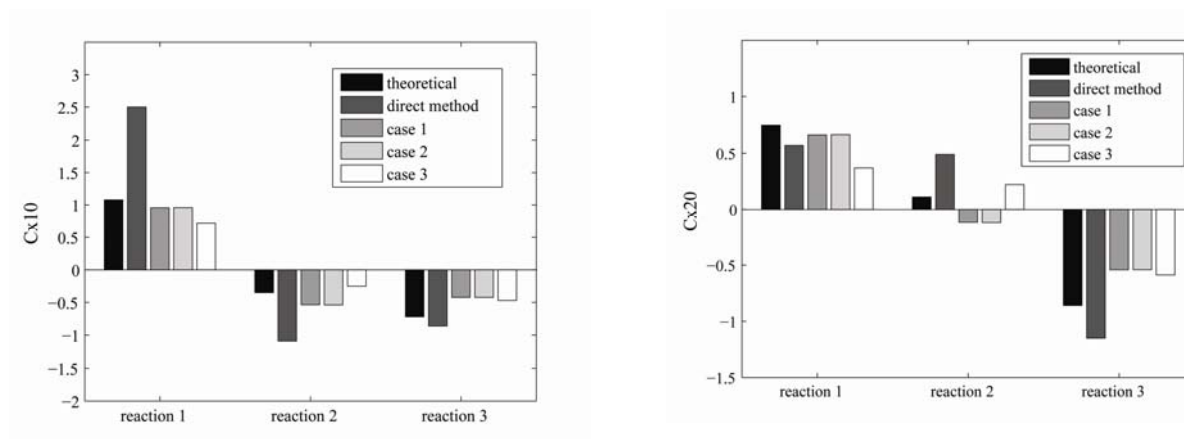 3
2.5
2
1.5
1
0.5
0
−0.5
−1
−1.5
−2
Cx10
theoretical
direct method
case 1
case 2
case 3
reaction 1 reaction 2 reaction 3
1
0.5
0
−0.5
−1
−1.5
Cx20
theoretical
direct method
case 1
case 2
case 3
reaction 1 reaction 2 reaction 3